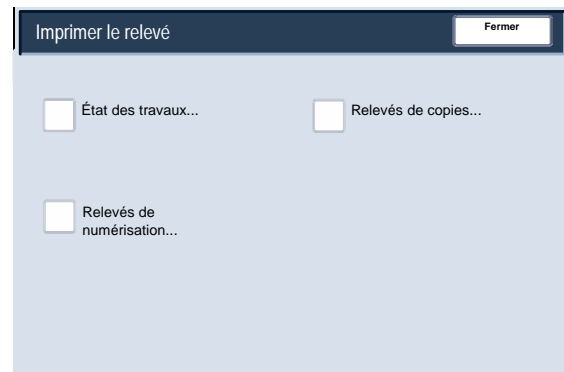 Imprimer le relevé
Fermer
État des travaux...
Relevés de copies...
Relevés de
numérisation...